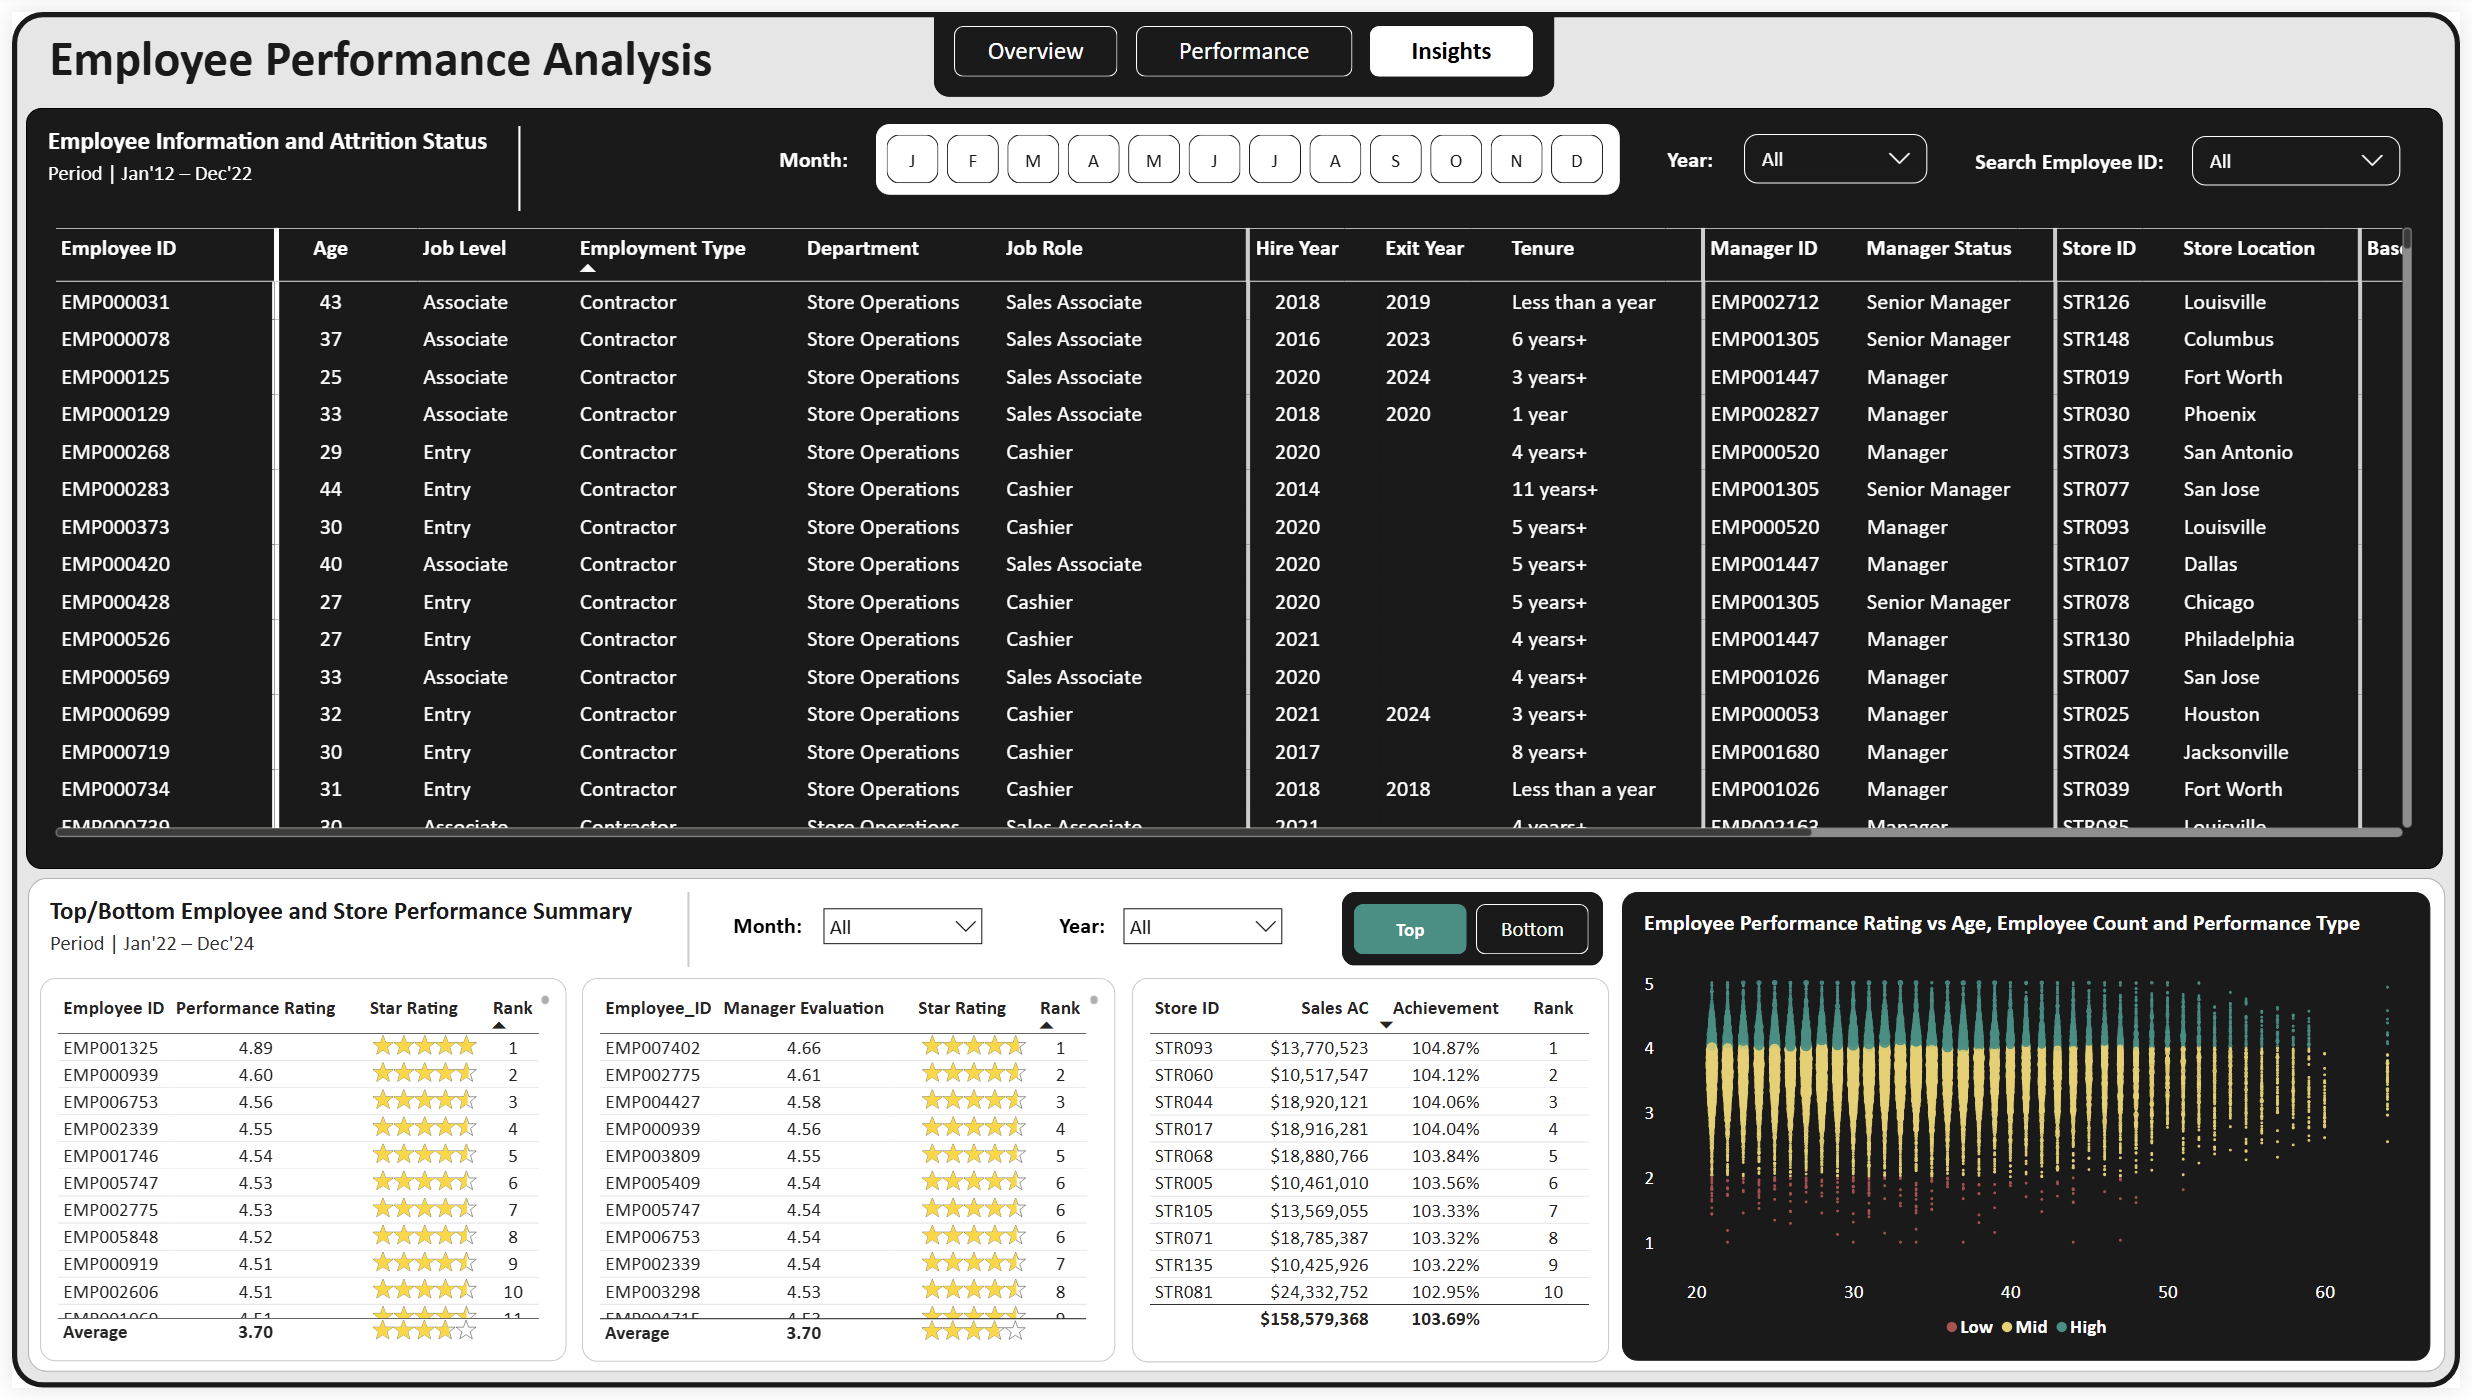 Employee Performance Analysis
Overview
Performance
Insights
Employee Information and Attrition Status
Period | Jan'12 – Dec'22
Month:
J F M A M J J A S O N D
Year:
All
Search Employee ID:
All
Employee ID Age Job Level Employment Type Department Job Role Hire Year Exit Year Tenure Manager ID Manager Status Store ID Store Location
EMP000031 43 Associate Contractor Store Operations Sales Associate 2018 2019 Less than a year EMP002712 Senior Manager STR126 Louisville
EMP000078 37 Associate Contractor Store Operations Sales Associate 2016 2023 6 years+ EMP001305 Senior Manager STR148 Columbus
EMP000125 25 Associate Contractor Store Operations Sales Associate 2020 2024 3 years+ EMP001447 Manager STR019 Fort Worth
EMP000129 33 Associate Contractor Store Operations Sales Associate 2018 2020 1 year EMP002827 Manager STR030 Phoenix
EMP000268 29 Entry Contractor Store Operations Cashier 2020 4 years+ EMP000520 Manager STR073 San Antonio
EMP000283 44 Entry Contractor Store Operations Cashier 2014 11 years+ EMP001305 Senior Manager STR077 San Jose
EMP000373 30 Entry Contractor Store Operations Cashier 2020 5 years+ EMP000520 Manager STR093 Louisville
EMP000420 40 Associate Contractor Store Operations Sales Associate 2020 5 years+ EMP001447 Manager STR107 Dallas
EMP000428 27 Entry Contractor Store Operations Cashier 2020 5 years+ EMP001305 Senior Manager STR078 Chicago
EMP000526 27 Entry Contractor Store Operations Cashier 2021 4 years+ EMP001447 Manager STR130 Philadelphia
EMP000569 33 Associate Contractor Store Operations Sales Associate 2020 4 years+ EMP001026 Manager STR007 San Jose
EMP000699 32 Entry Contractor Store Operations Cashier 2021 2024 3 years+ EMP000053 Manager STR025 Houston
EMP000719 30 Entry Contractor Store Operations Cashier 2017 8 years+ EMP001680 Manager STR024 Jacksonville
EMP000734 31 Entry Contractor Store Operations Cashier 2018 2018 Less than a year EMP001026 Manager STR039 Fort Worth
EMP000739 30 Associate Contractor Store Operations Sales Associate 2021 4 years+ EMP002163 Manager STR085 Louisville
Top/Bottom Employee and Store Performance Summary
Period | Jan'22 – Dec'24
Month:
All
Year:
All
Top
Bottom
Employee ID Performance Rating Star Rating Rank
EMP001325 4.89 1
EMP000939 4.60 2
EMP006753 4.56 3
EMP002339 4.55 4
EMP001746 4.54 5
EMP005747 4.53 6
EMP002775 4.53 7
EMP005848 4.52 8
EMP000919 4.51 9
EMP002606 4.51 10
Average 3.70
Employee_ID Manager Evaluation Star Rating Rank
EMP007402 4.66 1
EMP002775 4.61 2
EMP004427 4.58 3
EMP000939 4.56 4
EMP003809 4.55 5
EMP005409 4.54 6
EMP005747 4.54 6
EMP006753 4.54 6
EMP002339 4.54 7
EMP003298 4.53 8
Average 3.70
Store ID Sales AC Achievement Rank
STR093 $13,770,523 104.87% 1
STR060 $10,517,547 104.12% 2
STR044 $18,920,121 104.06% 3
STR017 $18,916,281 104.04% 4
STR068 $18,880,766 103.84% 5
STR005 $10,461,010 103.56% 6
STR105 $13,569,055 103.33% 7
STR071 $18,785,387 103.32% 8
STR135 $10,425,926 103.22% 9
STR081 $24,332,752 102.95% 10
$158,579,368 103.69%
Employee Performance Rating vs Age, Employee Count and Performance Type
5
4
3
2
1
20 30 40 50 60
Low Mid High